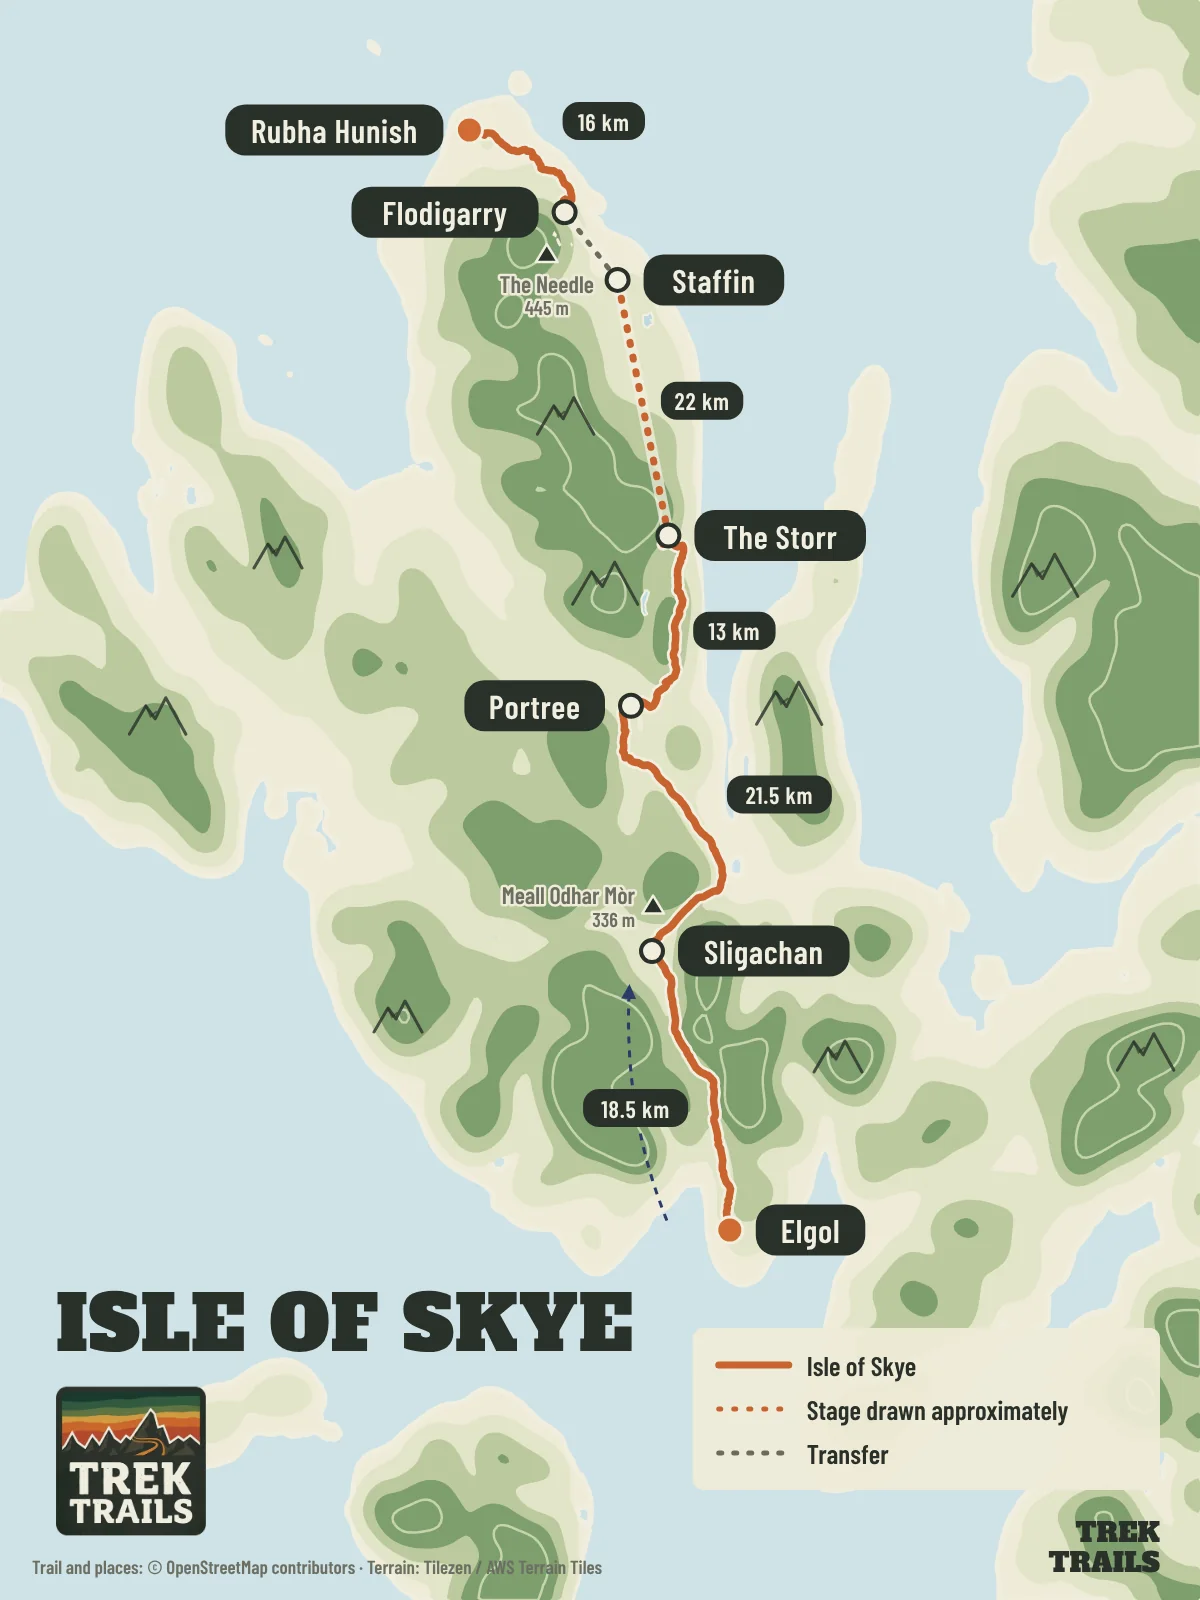 16 km
Rubha Hunish
Flodigarry
The Needle
445 m
Staffin
22 km
The Storr
13 km
Portree
21.5 km
Meall Odhar Mòr
336 m
Sligachan
18.5 km
Elgol
ISLE OF SKYE
Isle of Skye
Stage drawn approximately
Transfer
TREK
TRAILS
TREK
TRAILS
Trail and places: © OpenStreetMap contributors · Terrain: Tilezen / AWS Terrain Tiles